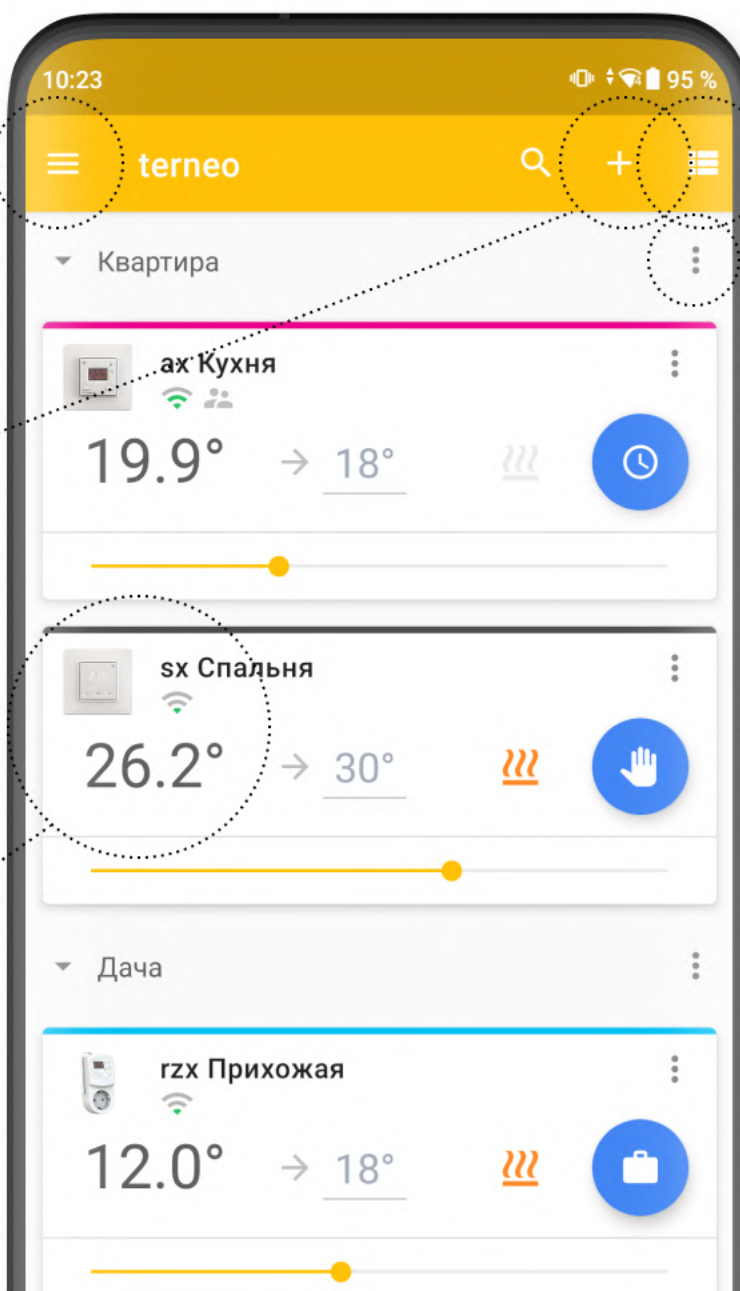 10:23
95 %
terneo
Квартира
ax Кухня
19.9° → 18°
sx Спальня
26.2° → 30°
Дача
rzx Прихожая
12.0° → 18°